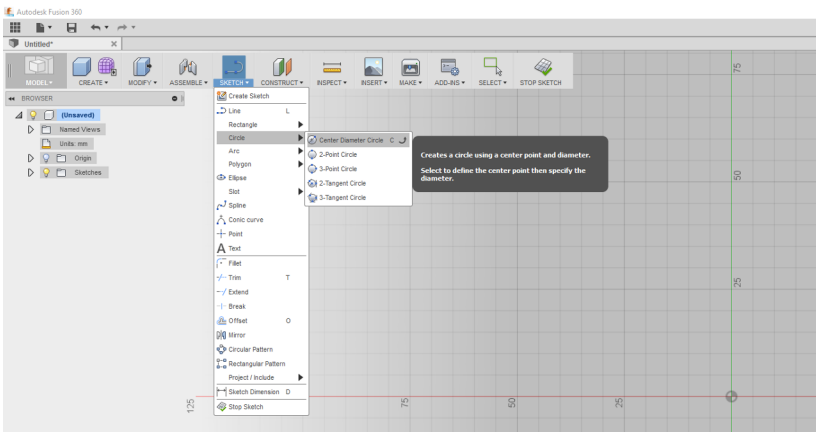 Autodesk Fusion 360
Untitled*
MODEL
CREATE
MODIFY
ASSEMBLE
SKETCH
CONSTRUCT
INSPECT
INSERT
MAKE
ADD-INS
SELECT
STOP SKETCH
BROWSER
(Unsaved)
Named Views
Units: mm
Origin
Sketches
Create Sketch
Line L
Rectangle
Circle
Arc
Polygon
Ellipse
Slot
Spline
Conic curve
Point
Text
Fillet
Trim T
Extend
Break
Offset O
Mirror
Circular Pattern
Rectangular Pattern
Project / Include
Sketch Dimension D
Stop Sketch
Center Diameter Circle C
2-Point Circle
3-Point Circle
2-Tangent Circle
3-Tangent Circle
Creates a circle using a center point and diameter.
Select to define the center point then specify the
diameter.
75
50
25
125
75
50
25